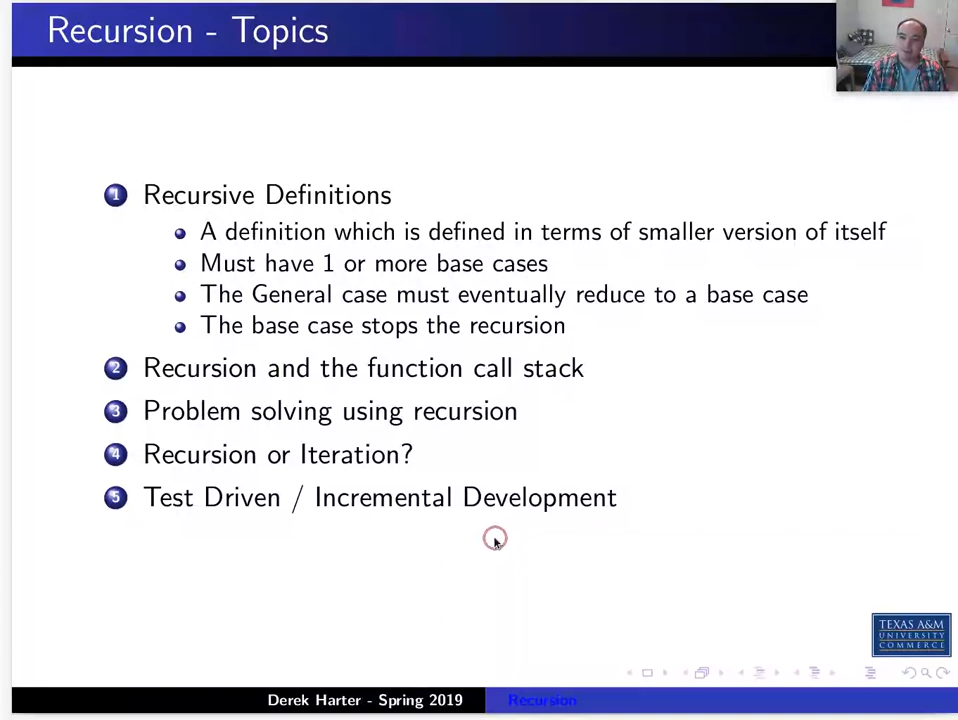 Recursion - Topics
1 Recursive Definitions
A definition which is defined in terms of smaller version of itself
Must have 1 or more base cases
The General case must eventually reduce to a base case
The base case stops the recursion
2 Recursion and the function call stack
3 Problem solving using recursion
4 Recursion or Iteration?
5 Test Driven / Incremental Development
TEXAS A&M
UNIVERSITY
COMMERCE
Derek Harter - Spring 2019
Recursion